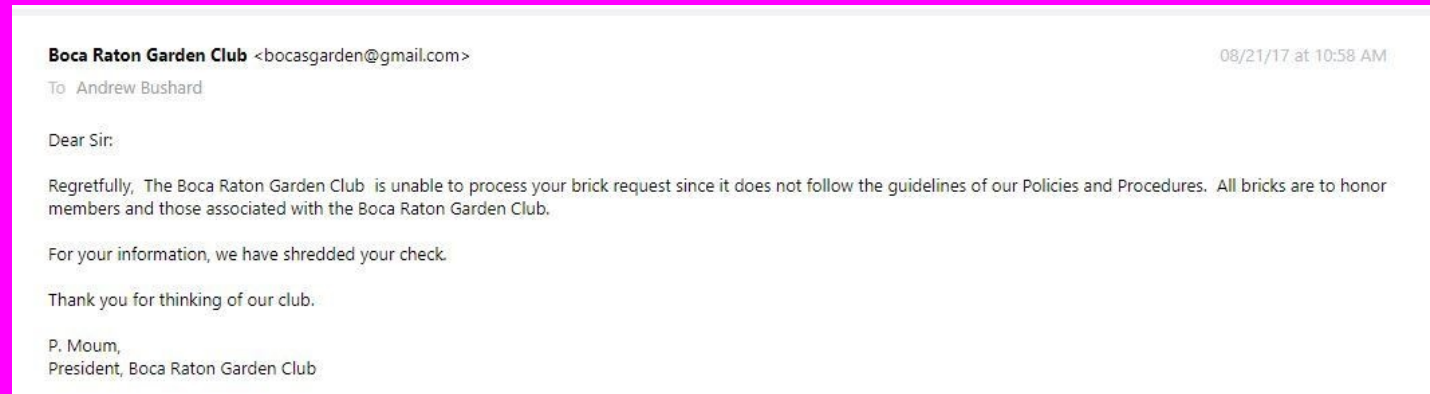 Boca Raton Garden Club <bocasgarden@gmail.com> 08/21/17 at 10:58 AM
To Andrew Bushard
Dear Sir:
Regretfully, The Boca Raton Garden Club is unable to process your brick request since it does not follow the guidelines of our Policies and Procedures. All bricks are to honor
members and those associated with the Boca Raton Garden Club.
For your information, we have shredded your check.
Thank you for thinking of our club.
P. Moum,
President, Boca Raton Garden Club